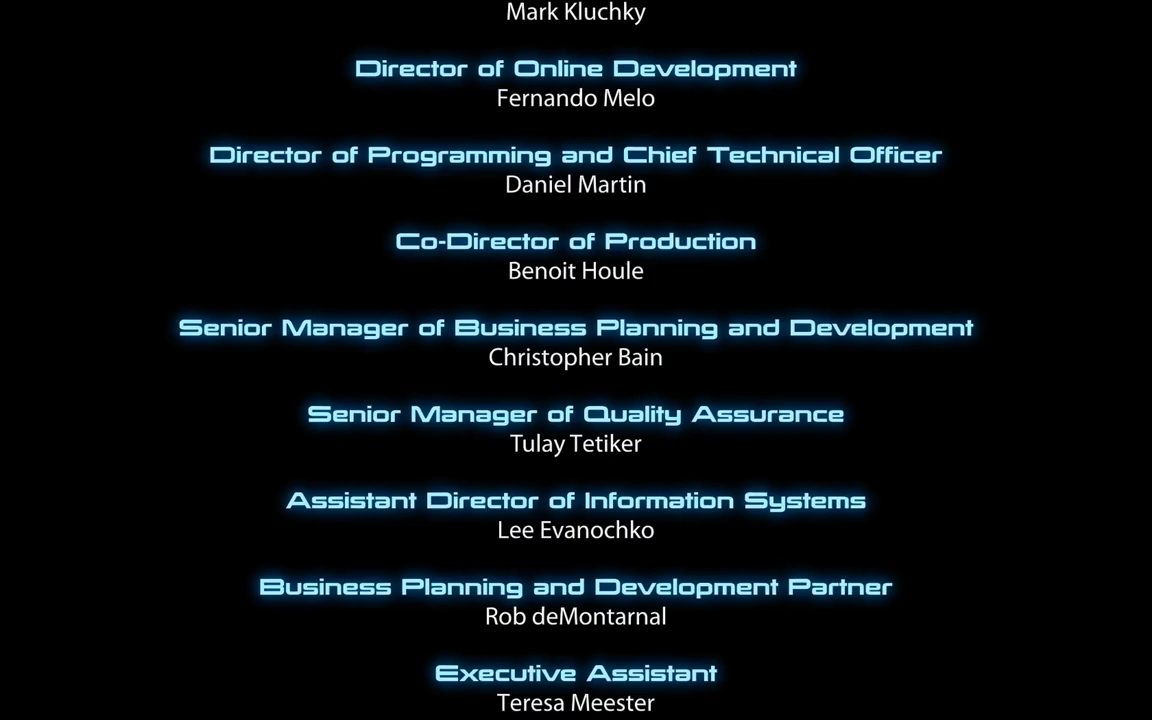 Mark Kluchky
Director of Online Development
Fernando Melo
Director of Programming and Chief Technical Officer
Daniel Martin
Co-Director of Production
Benoit Houle
Senior Manager of Business Planning and Development
Christopher Bain
Senior Manager of Quality Assurance
Tulay Tetiker
Assistant Director of Information Systems
Lee Evanochko
Business Planning and Development Partner
Rob deMontarnal
Executive Assistant
Teresa Meester